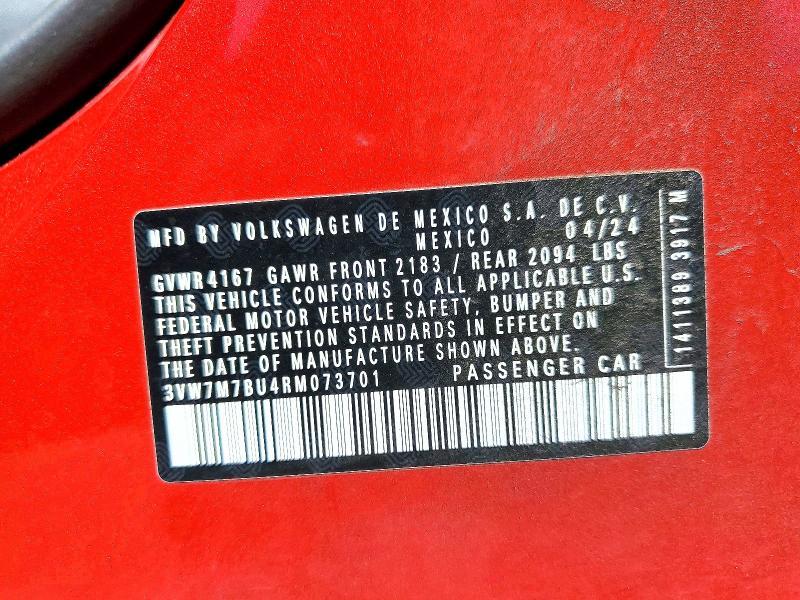 MFD BY VOLKSWAGEN DE MEXICO S.A. DE C.V.
MEXICO 04/24
GVWR 4167 GAWR FRONT 2183 / REAR 2094 LBS
THIS VEHICLE CONFORMS TO ALL APPLICABLE U.S.
FEDERAL MOTOR VEHICLE SAFETY, BUMPER AND
THEFT PREVENTION STANDARDS IN EFFECT ON
THE DATE OF MANUFACTURE SHOWN ABOVE.
3VW7M7BU4RM073701 PASSENGER CAR
1411389 3917 M